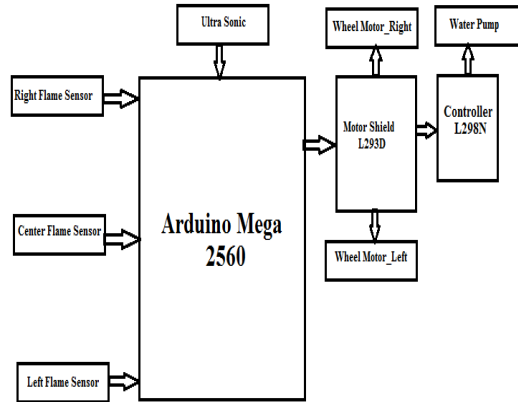 Ultra Sonic
Wheel Motor_Right
Water Pump
Right Flame Sensor
Motor Shield
L293D
Controller
L298N
Center Flame Sensor
Arduino Mega
2560
Wheel Motor_Left
Left Flame Sensor